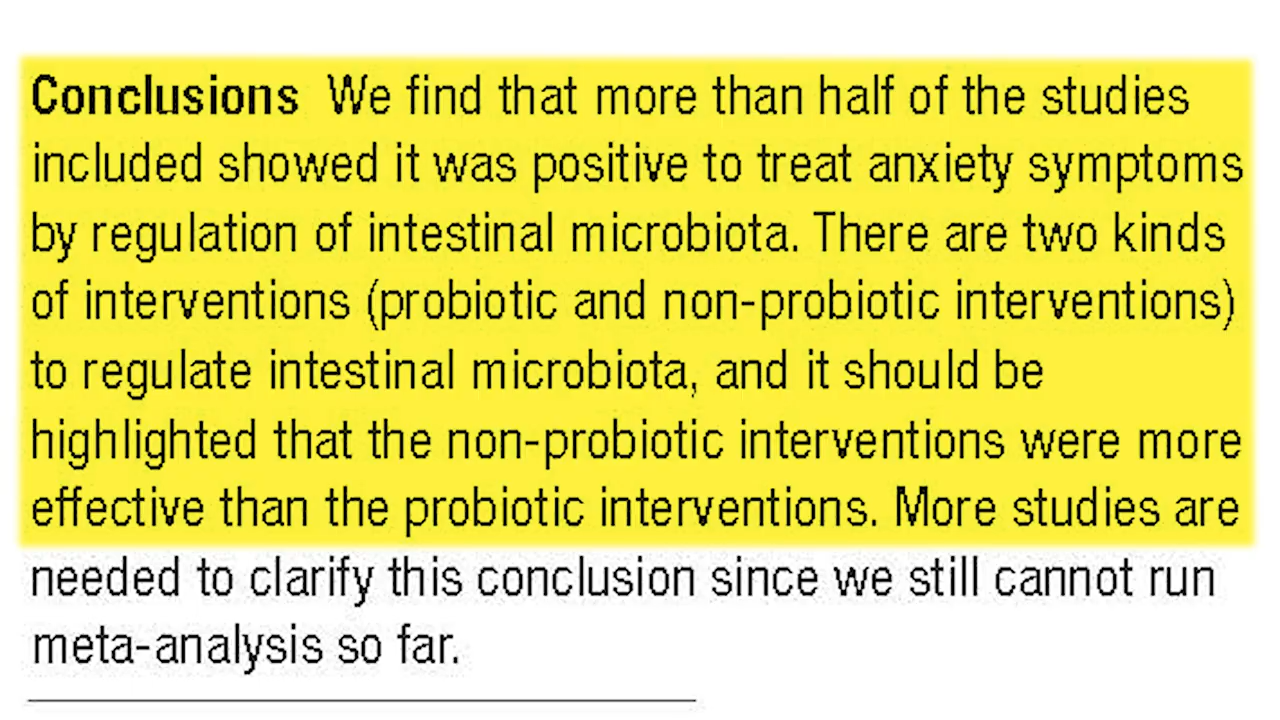 Conclusions We find that more than half of the studies
included showed it was positive to treat anxiety symptoms
by regulation of intestinal microbiota. There are two kinds
of interventions (probiotic and non-probiotic interventions)
to regulate intestinal microbiota, and it should be
highlighted that the non-probiotic interventions were more
effective than the probiotic interventions. More studies are
needed to clarify this conclusion since we still cannot run
meta-analysis so far.